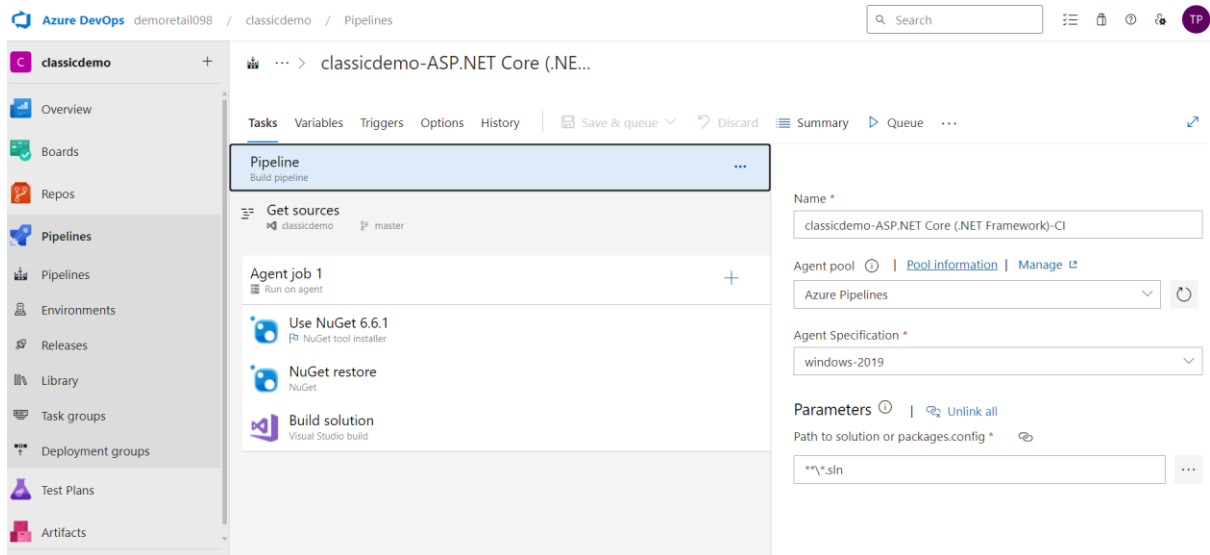 Azure DevOps demoretail098 / classicdemo / Pipelines
Search
TP
C classicdemo +
Overview
Boards
Repos
Pipelines
Pipelines
Environments
Releases
Library
Task groups
Deployment groups
Test Plans
Artifacts
··· > classicdemo-ASP.NET Core (.NE...
Tasks Variables Triggers Options History Save & queue Discard Summary Queue ···
Pipeline ···
Build pipeline
Get sources
classicdemo master
Agent job 1
Run on agent
Use NuGet 6.6.1
NuGet tool installer
NuGet restore
NuGet
Build solution
Visual Studio build
Name *
classicdemo-ASP.NET Core (.NET Framework)-CI
Agent pool | Pool information | Manage
Azure Pipelines
Agent Specification *
windows-2019
Parameters | Unlink all
Path to solution or packages.config *
**\*.sln
···